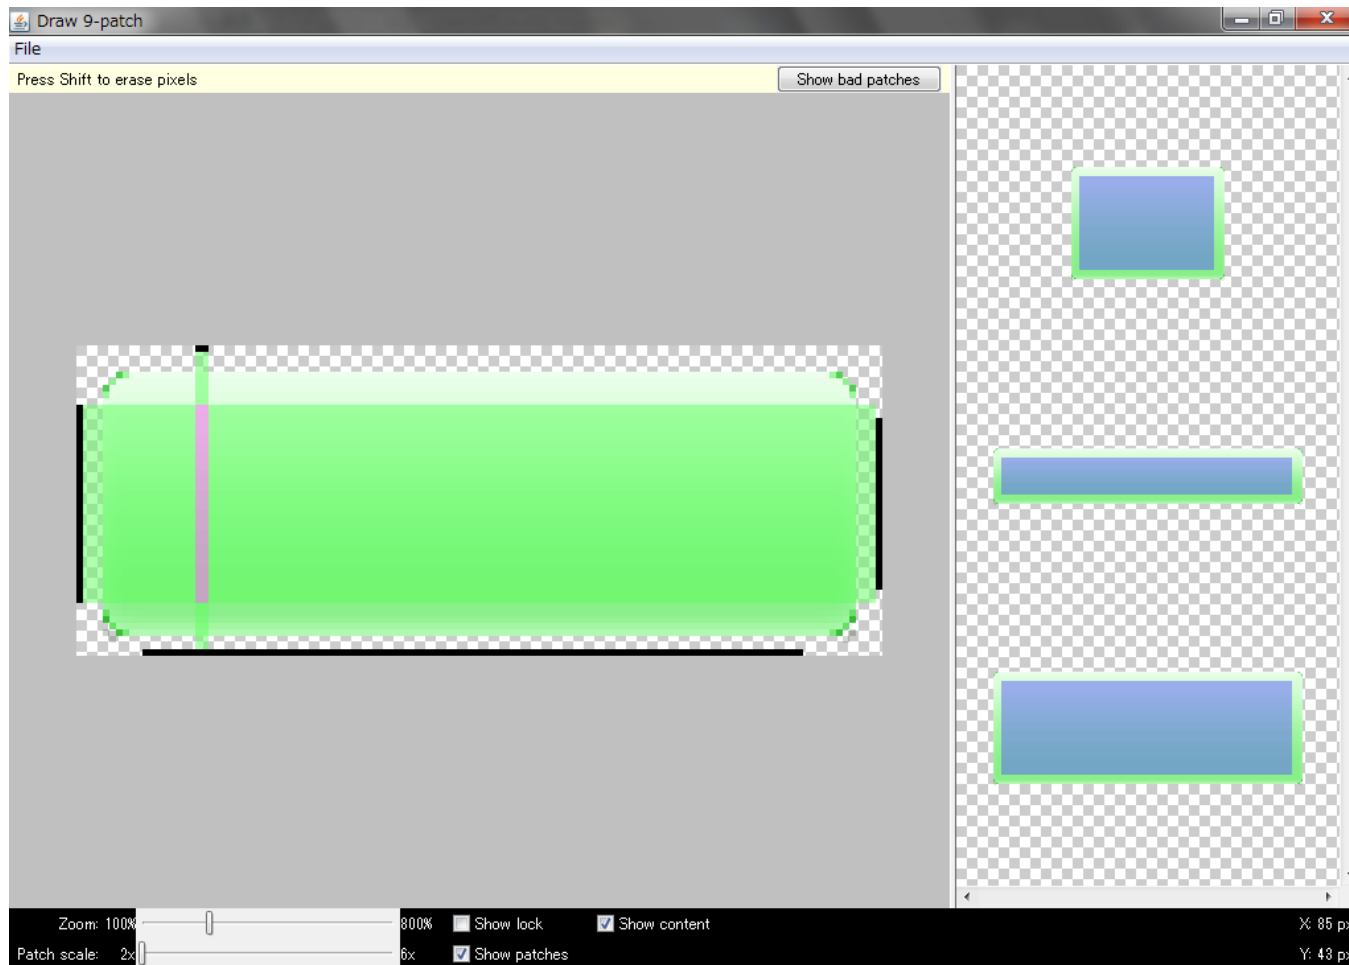 Draw 9-patch
File
Press Shift to erase pixels
Show bad patches
Zoom: 100%
800%
Show lock
Show content
X: 85 px
Patch scale: 2x
6x
Show patches
Y: 43 px